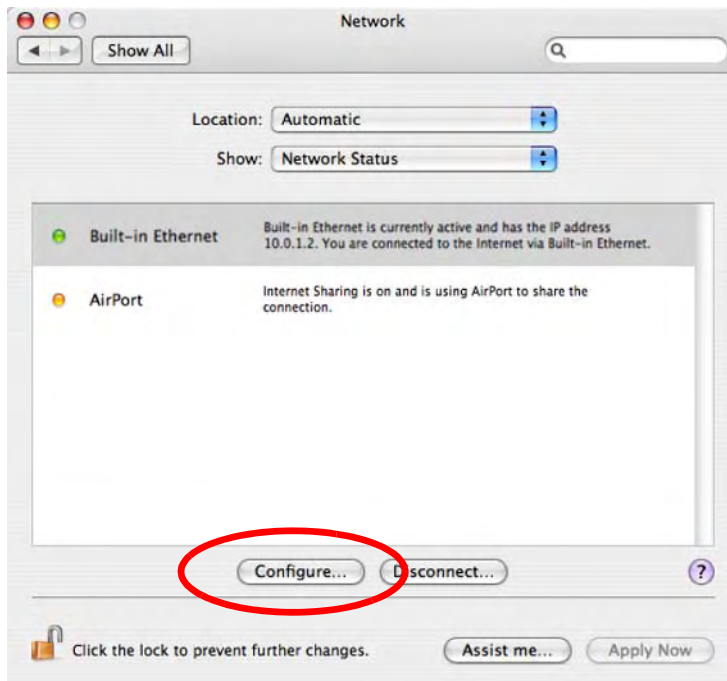 Network
Show All
Location: Automatic
Show: Network Status
Built-in Ethernet
Built-in Ethernet is currently active and has the IP address
10.0.1.2. You are connected to the Internet via Built-in Ethernet.
AirPort
Internet Sharing is on and is using AirPort to share the
connection.
Configure...
Disconnect...
?
Click the lock to prevent further changes.
Assist me...
Apply Now